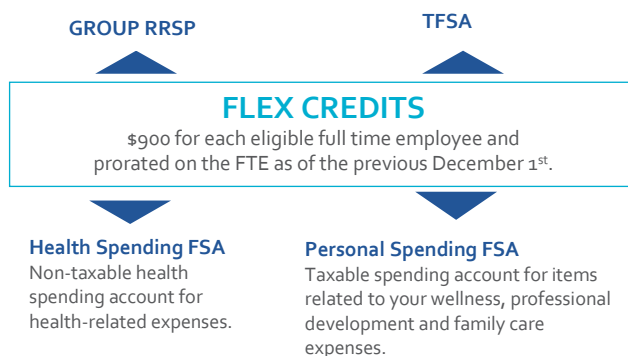 GROUP RRSP
TFSA
FLEX CREDITS
$900 for each eligible full time employee and
prorated on the FTE as of the previous December 1st.
Health Spending FSA
Non-taxable health
spending account for
health-related expenses.
Personal Spending FSA
Taxable spending account for items
related to your wellness, professional
development and family care
expenses.